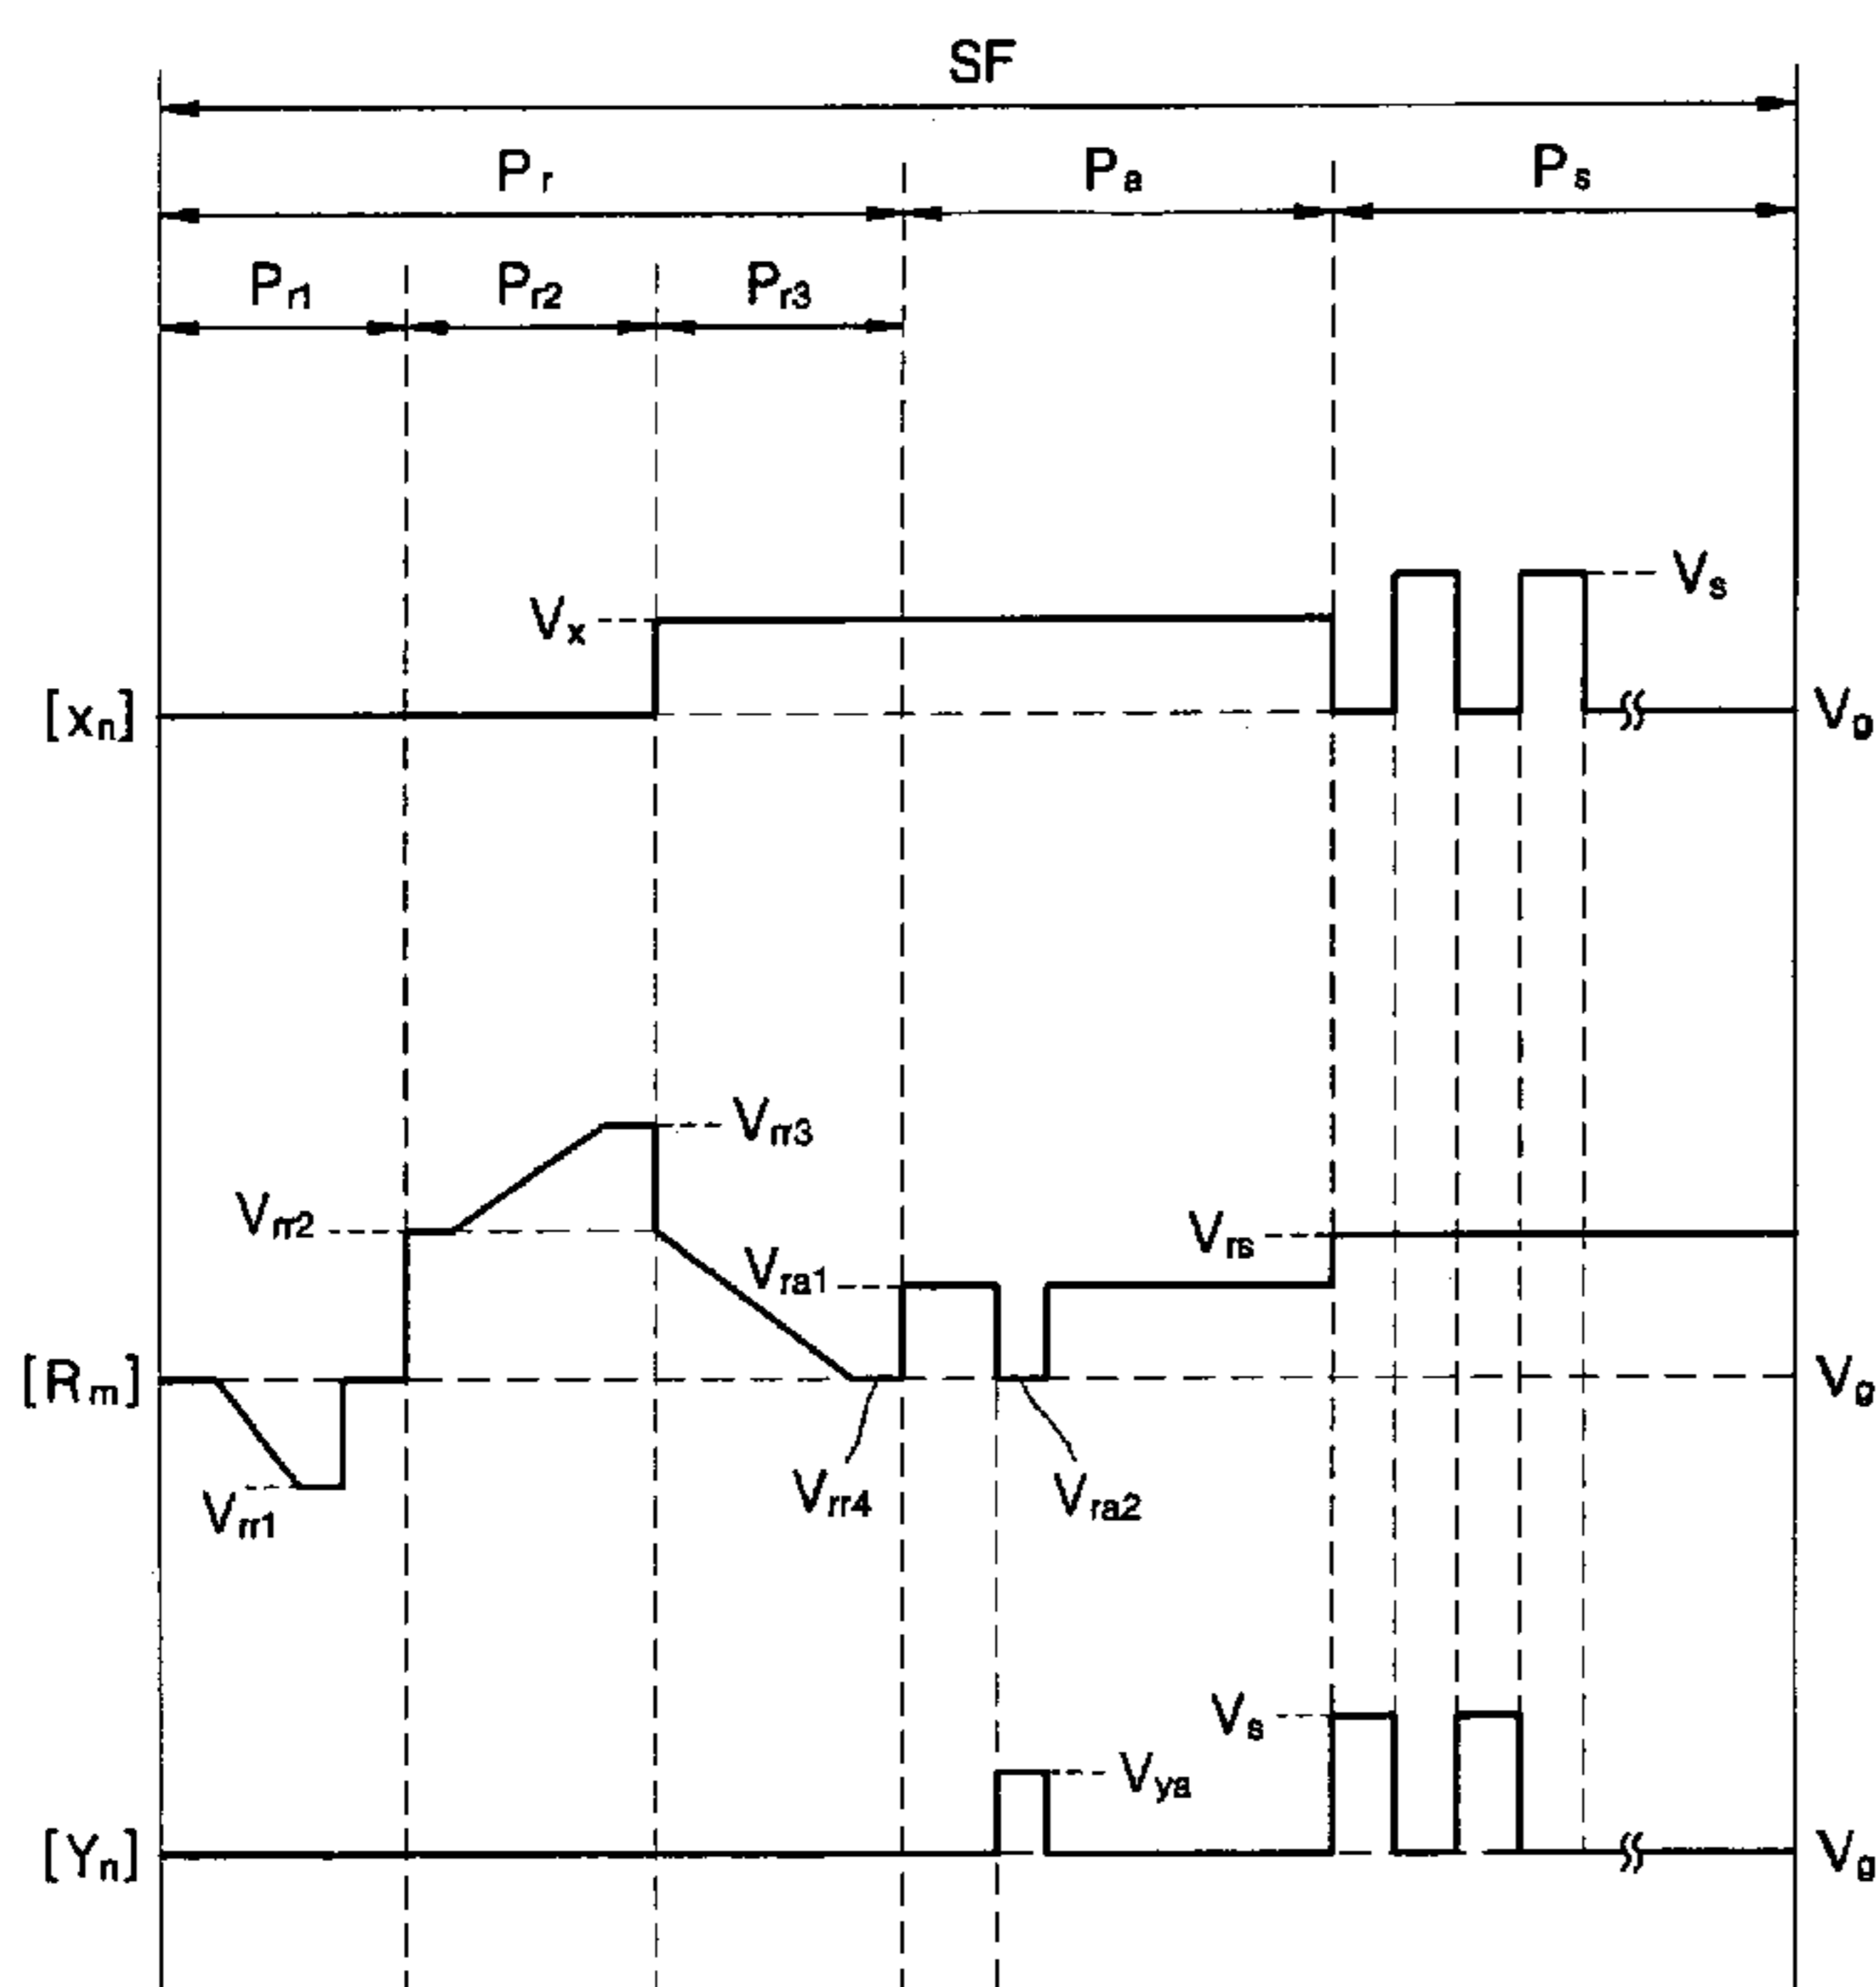 SF
Pr Pa Ps
Pr1 Pr2 Pr3
Vs
Vx
[Xn] Vg
Vrr3
Vrr2 Vrs
Vra1
[Rm] Vg
Vrr1 Vrr4 Vra2
Vs
Vya
[Yn] Vg